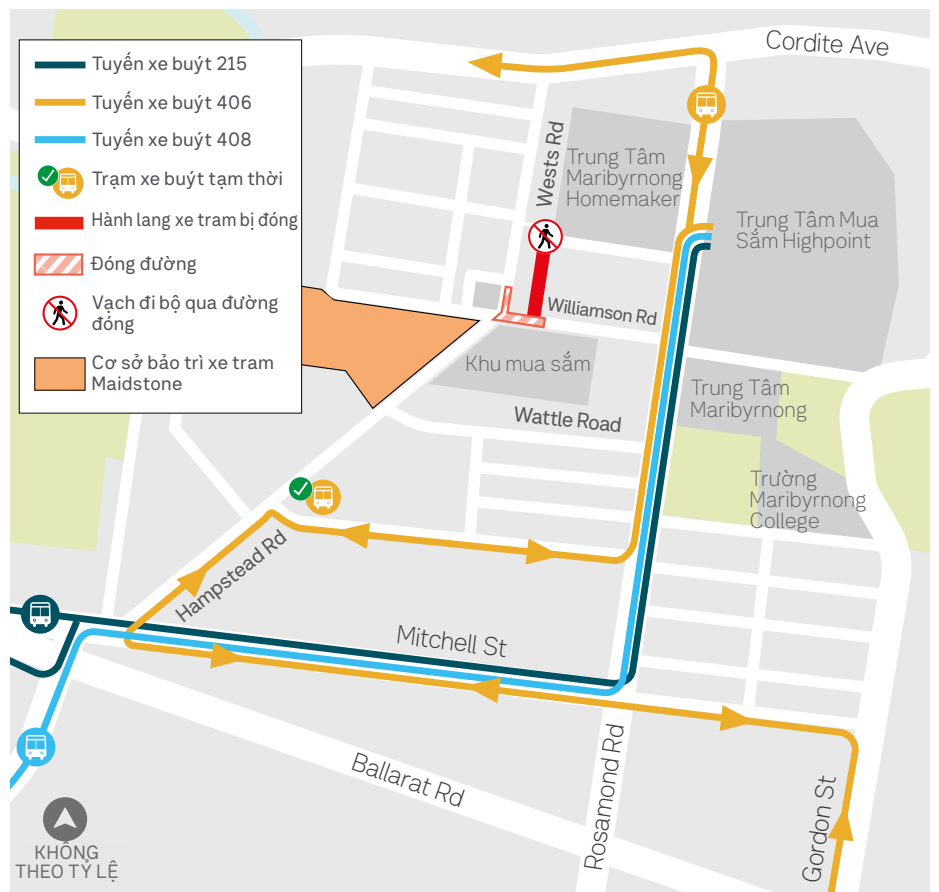 Tuyến xe buýt 215
Tuyến xe buýt 406
Tuyến xe buýt 408
Trạm xe buýt tạm thời
Hành lang xe tram bị đóng
Đóng đường
Vạch đi bộ qua đường
đóng
Cơ sở bảo trì xe tram
Maidstone
Cordite Ave
Wests Rd
Trung Tâm
Maribyrnong
Homemaker
Trung Tâm Mua
Sắm Highpoint
Williamson Rd
Khu mua sắm
Trung Tâm
Maribyrnong
Wattle Road
Trường
Maribyrnong
College
Hampstead Rd
Mitchell St
Ballarat Rd
Rosamond Rd
Gordon St
KHÔNG
THEO TỶ LỆ